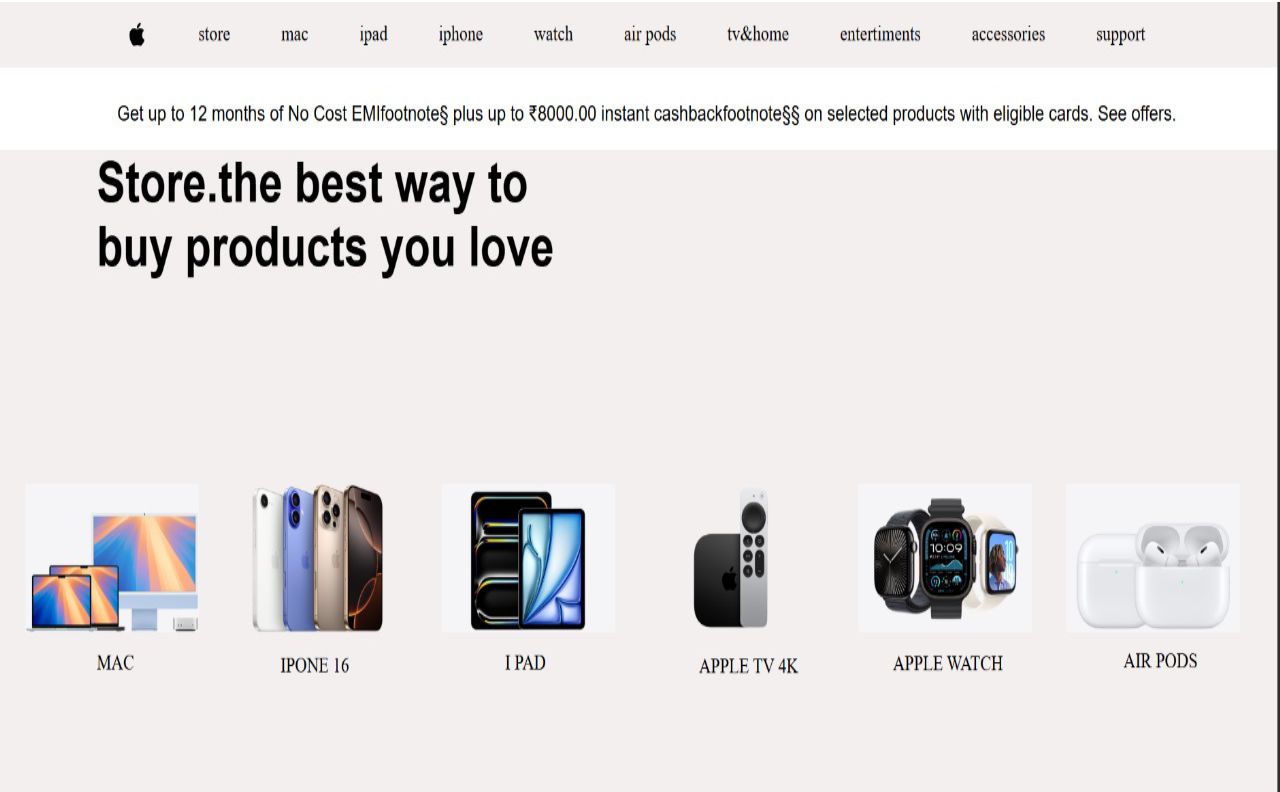 store mac ipad iphone watch air pods tv&home entertiments accessories support
Get up to 12 months of No Cost EMIfootnote§ plus up to ₹8000.00 instant cashbackfootnote§§ on selected products with eligible cards. See offers.
Store.the best way to
buy products you love
10:09
MAC IPONE 16 I PAD APPLE TV 4K APPLE WATCH AIR PODS